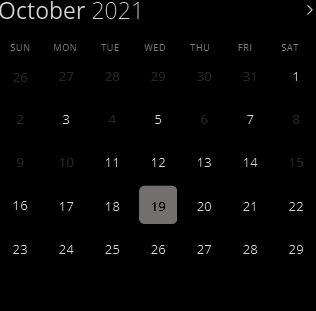 October 2021
SUN MON TUE WED THU FRI SAT
26 27 28 29 30 31 1
2 3 4 5 6 7 8
9 10 11 12 13 14 15
16 17 18 19 20 21 22
23 24 25 26 27 28 29